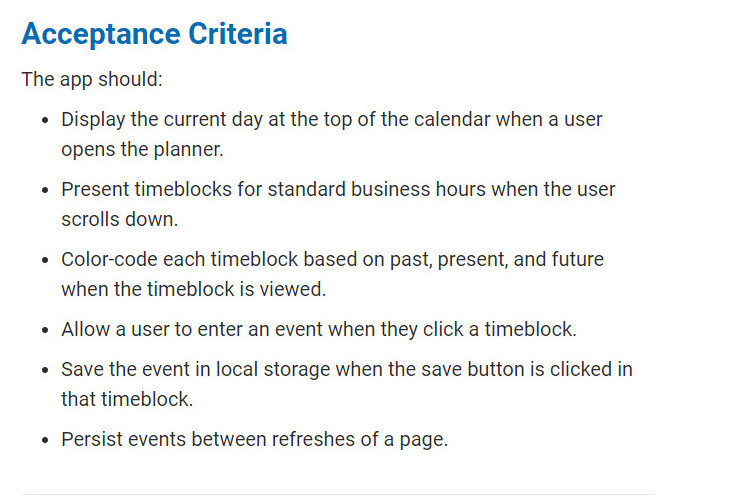 Acceptance Criteria
The app should:
• Display the current day at the top of the calendar when a user
opens the planner.
• Present timeblocks for standard business hours when the user
scrolls down.
• Color-code each timeblock based on past, present, and future
when the timeblock is viewed.
• Allow a user to enter an event when they click a timeblock.
• Save the event in local storage when the save button is clicked in
that timeblock.
• Persist events between refreshes of a page.